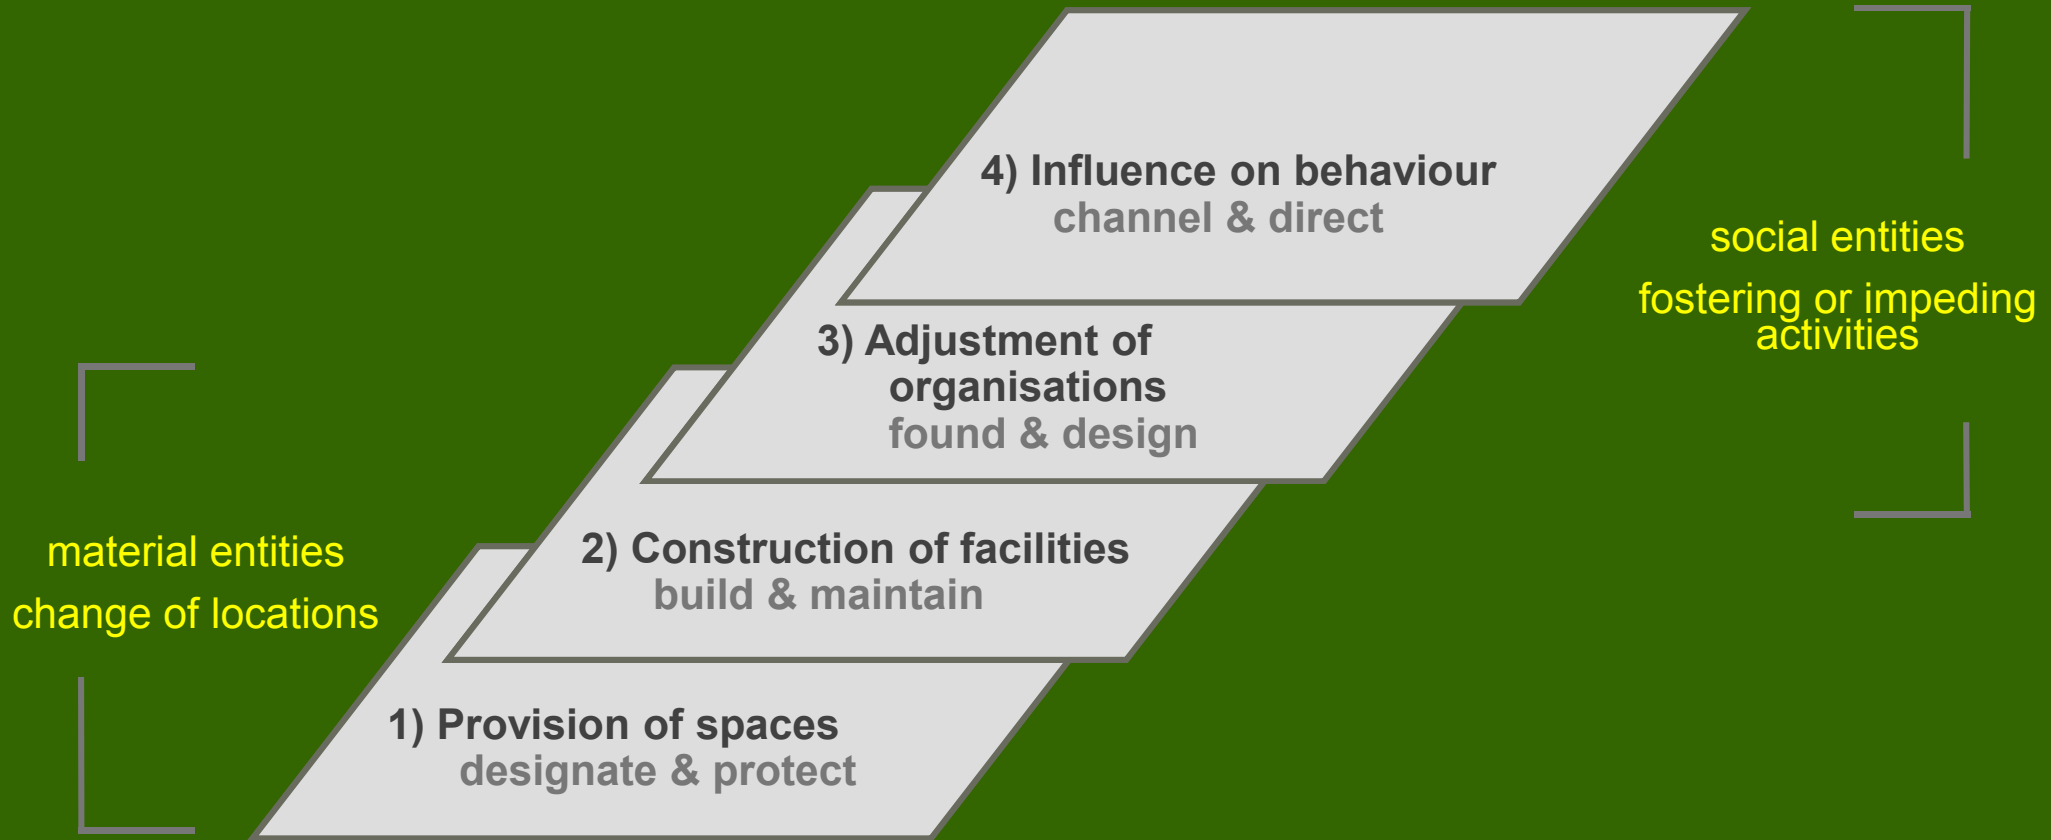 4) Influence on behaviour
channel & direct
social entities
fostering or impeding
activities
3) Adjustment of
organisations
found & design
2) Construction of facilities
build & maintain
material entities
change of locations
1) Provision of spaces
designate & protect